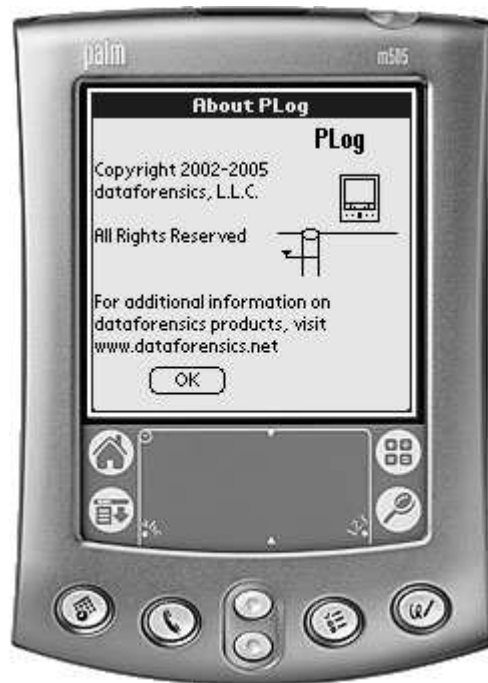 palm m505
About PLog
PLog
Copyright 2002-2005
dataforensics, L.L.C.
All Rights Reserved
For additional information on
dataforensics products, visit
www.dataforensics.net
OK